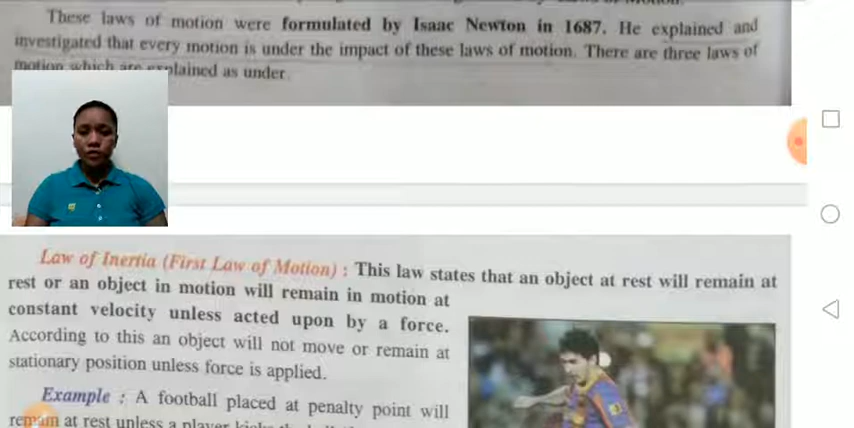 These laws of motion were formulated by Isaac Newton in 1687. He explained and
investigated that every motion is under the impact of these laws of motion. There are three laws of
motion which are explained as under
Law of Inertia (First Law of Motion) : This law states that an object at rest will remain at
rest or an object in motion will remain in motion at
constant velocity unless acted upon by a force.
According to this an object will not move or remain at
stationary position unless force is applied.
Example : A football placed at penalty point will
remain at rest unless a player kicks